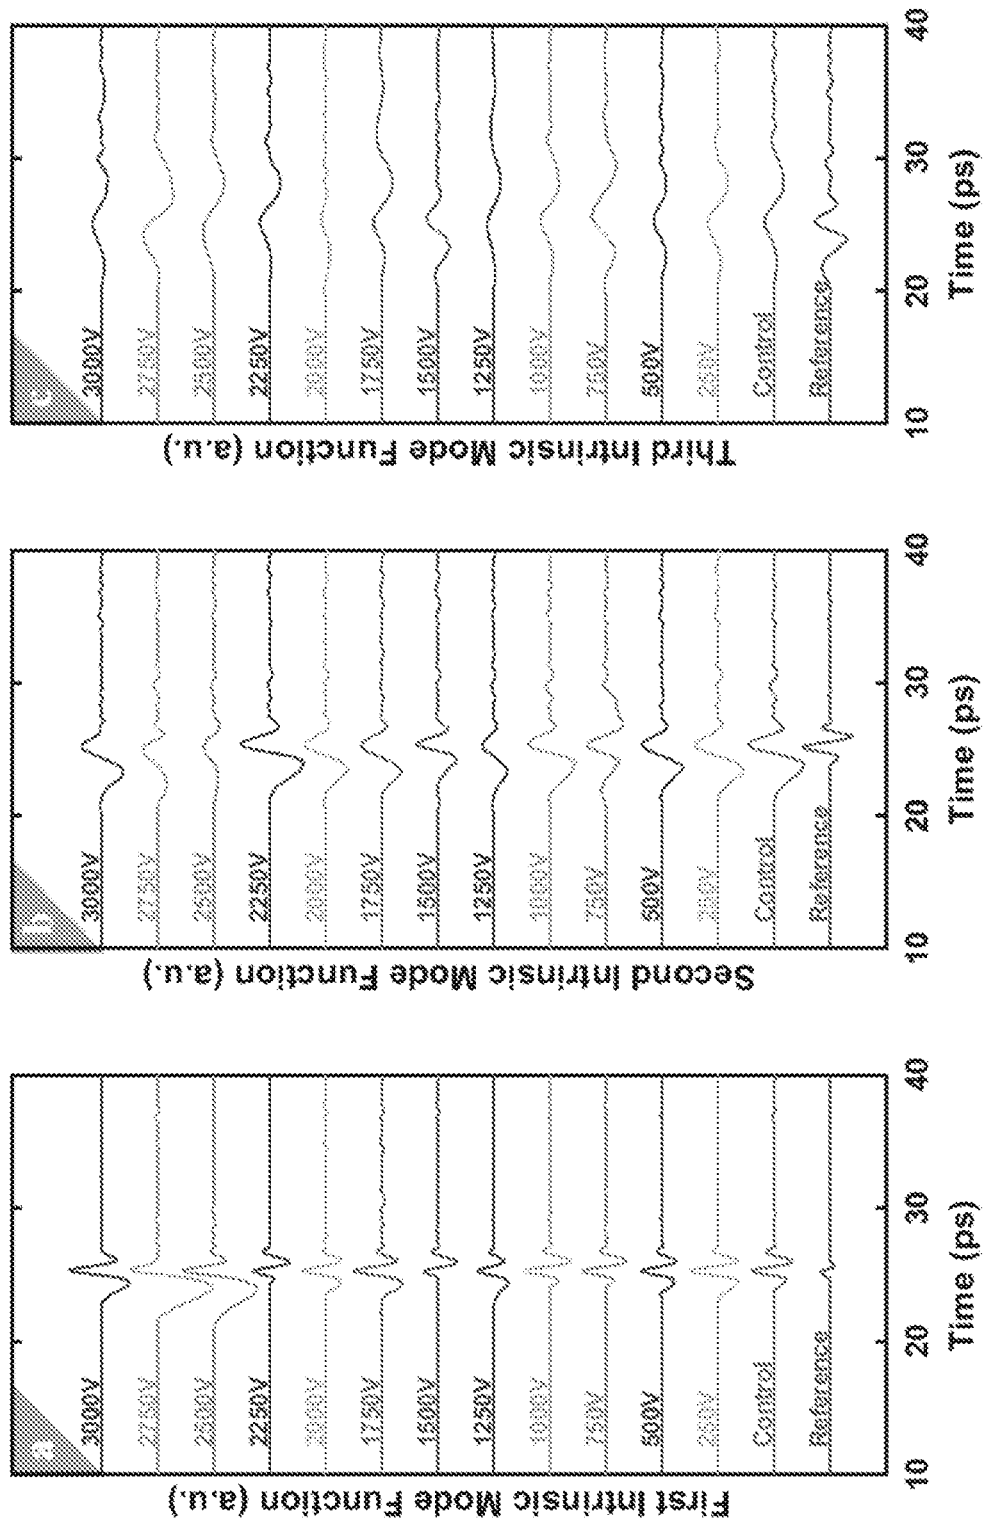 a
First Intrinsic Mode Function (a.u.)
3000V
2750V
2500V
2250V
2000V
1750V
1500V
1250V
1000V
750V
500V
250V
Control
Reference
10
20
30
40
Time (ps)
b
Second Intrinsic Mode Function (a.u.)
3000V
2750V
2500V
2250V
2000V
1750V
1500V
1250V
1000V
750V
500V
250V
Control
Reference
10
20
30
40
Time (ps)
c
Third Intrinsic Mode Function (a.u.)
3000V
2750V
2500V
2250V
2000V
1750V
1500V
1250V
1000V
750V
500V
250V
Control
Reference
10
20
30
40
Time (ps)